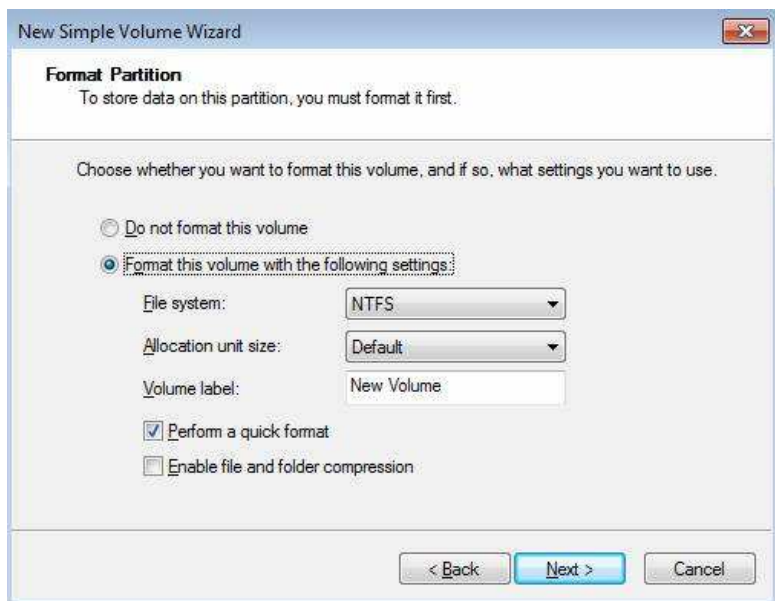 New Simple Volume Wizard
Format Partition
To store data on this partition, you must format it first.
Choose whether you want to format this volume, and if so, what settings you want to use.
Do not format this volume
Format this volume with the following settings:
File system: NTFS
Allocation unit size: Default
Volume label: New Volume
Perform a quick format
Enable file and folder compression
< Back Next > Cancel